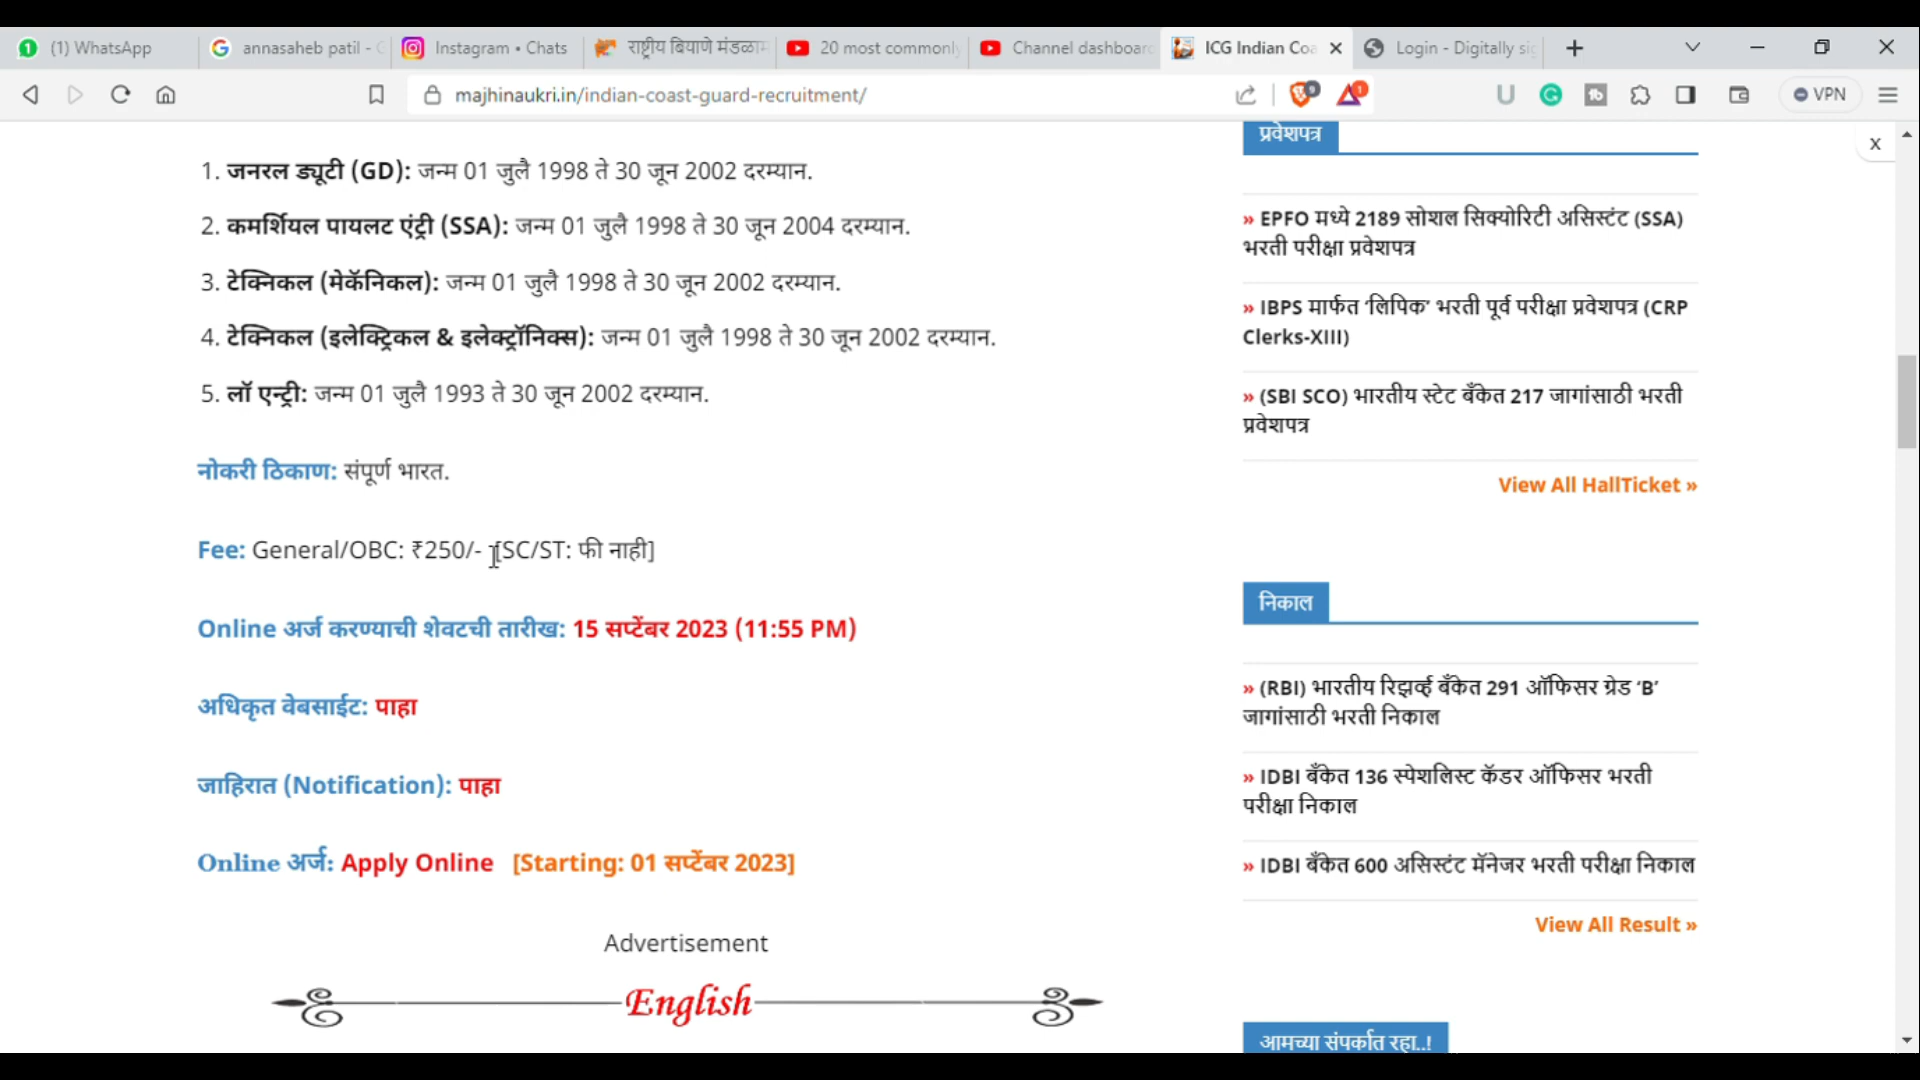 (1) WhatsApp
annasaheb patil -
Instagram • Chats
राष्ट्रीय बियाणे मंडळा
20 most commonly
Channel dashboard
ICG Indian Coa
Login - Digitally sig
majhinaukri.in/indian-coast-guard-recruitment/
VPN
1. जनरल ड्यूटी (GD): जन्म 01 जुलै 1998 ते 30 जून 2002 दरम्यान.
2. कमर्शियल पायलट एंट्री (SSA): जन्म 01 जुलै 1998 ते 30 जून 2004 दरम्यान.
3. टेक्निकल (मेकॅनिकल): जन्म 01 जुलै 1998 ते 30 जून 2002 दरम्यान.
4. टेक्निकल (इलेक्ट्रिकल & इलेक्ट्रॉनिक्स): जन्म 01 जुलै 1998 ते 30 जून 2002 दरम्यान.
5. लॉ एन्ट्री: जन्म 01 जुलै 1993 ते 30 जून 2002 दरम्यान.
नोकरी ठिकाण: संपूर्ण भारत.
Fee: General/OBC: ₹250/- [SC/ST: फी नाही]
Online अर्ज करण्याची शेवटची तारीख: 15 सप्टेंबर 2023 (11:55 PM)
अधिकृत वेबसाईट: पाहा
जाहिरात (Notification): पाहा
Online अर्ज: Apply Online [Starting: 01 सप्टेंबर 2023]
Advertisement
English
प्रवेशपत्र
» EPFO मध्ये 2189 सोशल सिक्योरिटी असिस्टंट (SSA)
भरती परीक्षा प्रवेशपत्र
» IBPS मार्फत ‘लिपिक’ भरती पूर्व परीक्षा प्रवेशपत्र (CRP
Clerks-XIII)
» (SBI SCO) भारतीय स्टेट बँकेत 217 जागांसाठी भरती
प्रवेशपत्र
View All HallTicket »
निकाल
» (RBI) भारतीय रिझर्व्ह बँकेत 291 ऑफिसर ग्रेड ‘B’
जागांसाठी भरती निकाल
» IDBI बँकेत 136 स्पेशलिस्ट कॅडर ऑफिसर भरती
परीक्षा निकाल
» IDBI बँकेत 600 असिस्टंट मॅनेजर भरती परीक्षा निकाल
View All Result »
आमच्या संपर्कात रहा..!